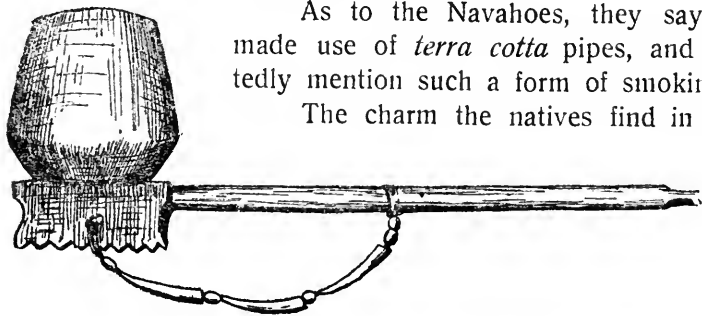 As to the Navahoes, they say
made use of terra cotta pipes, and
tedly mention such a form of smokin
The charm the natives find in